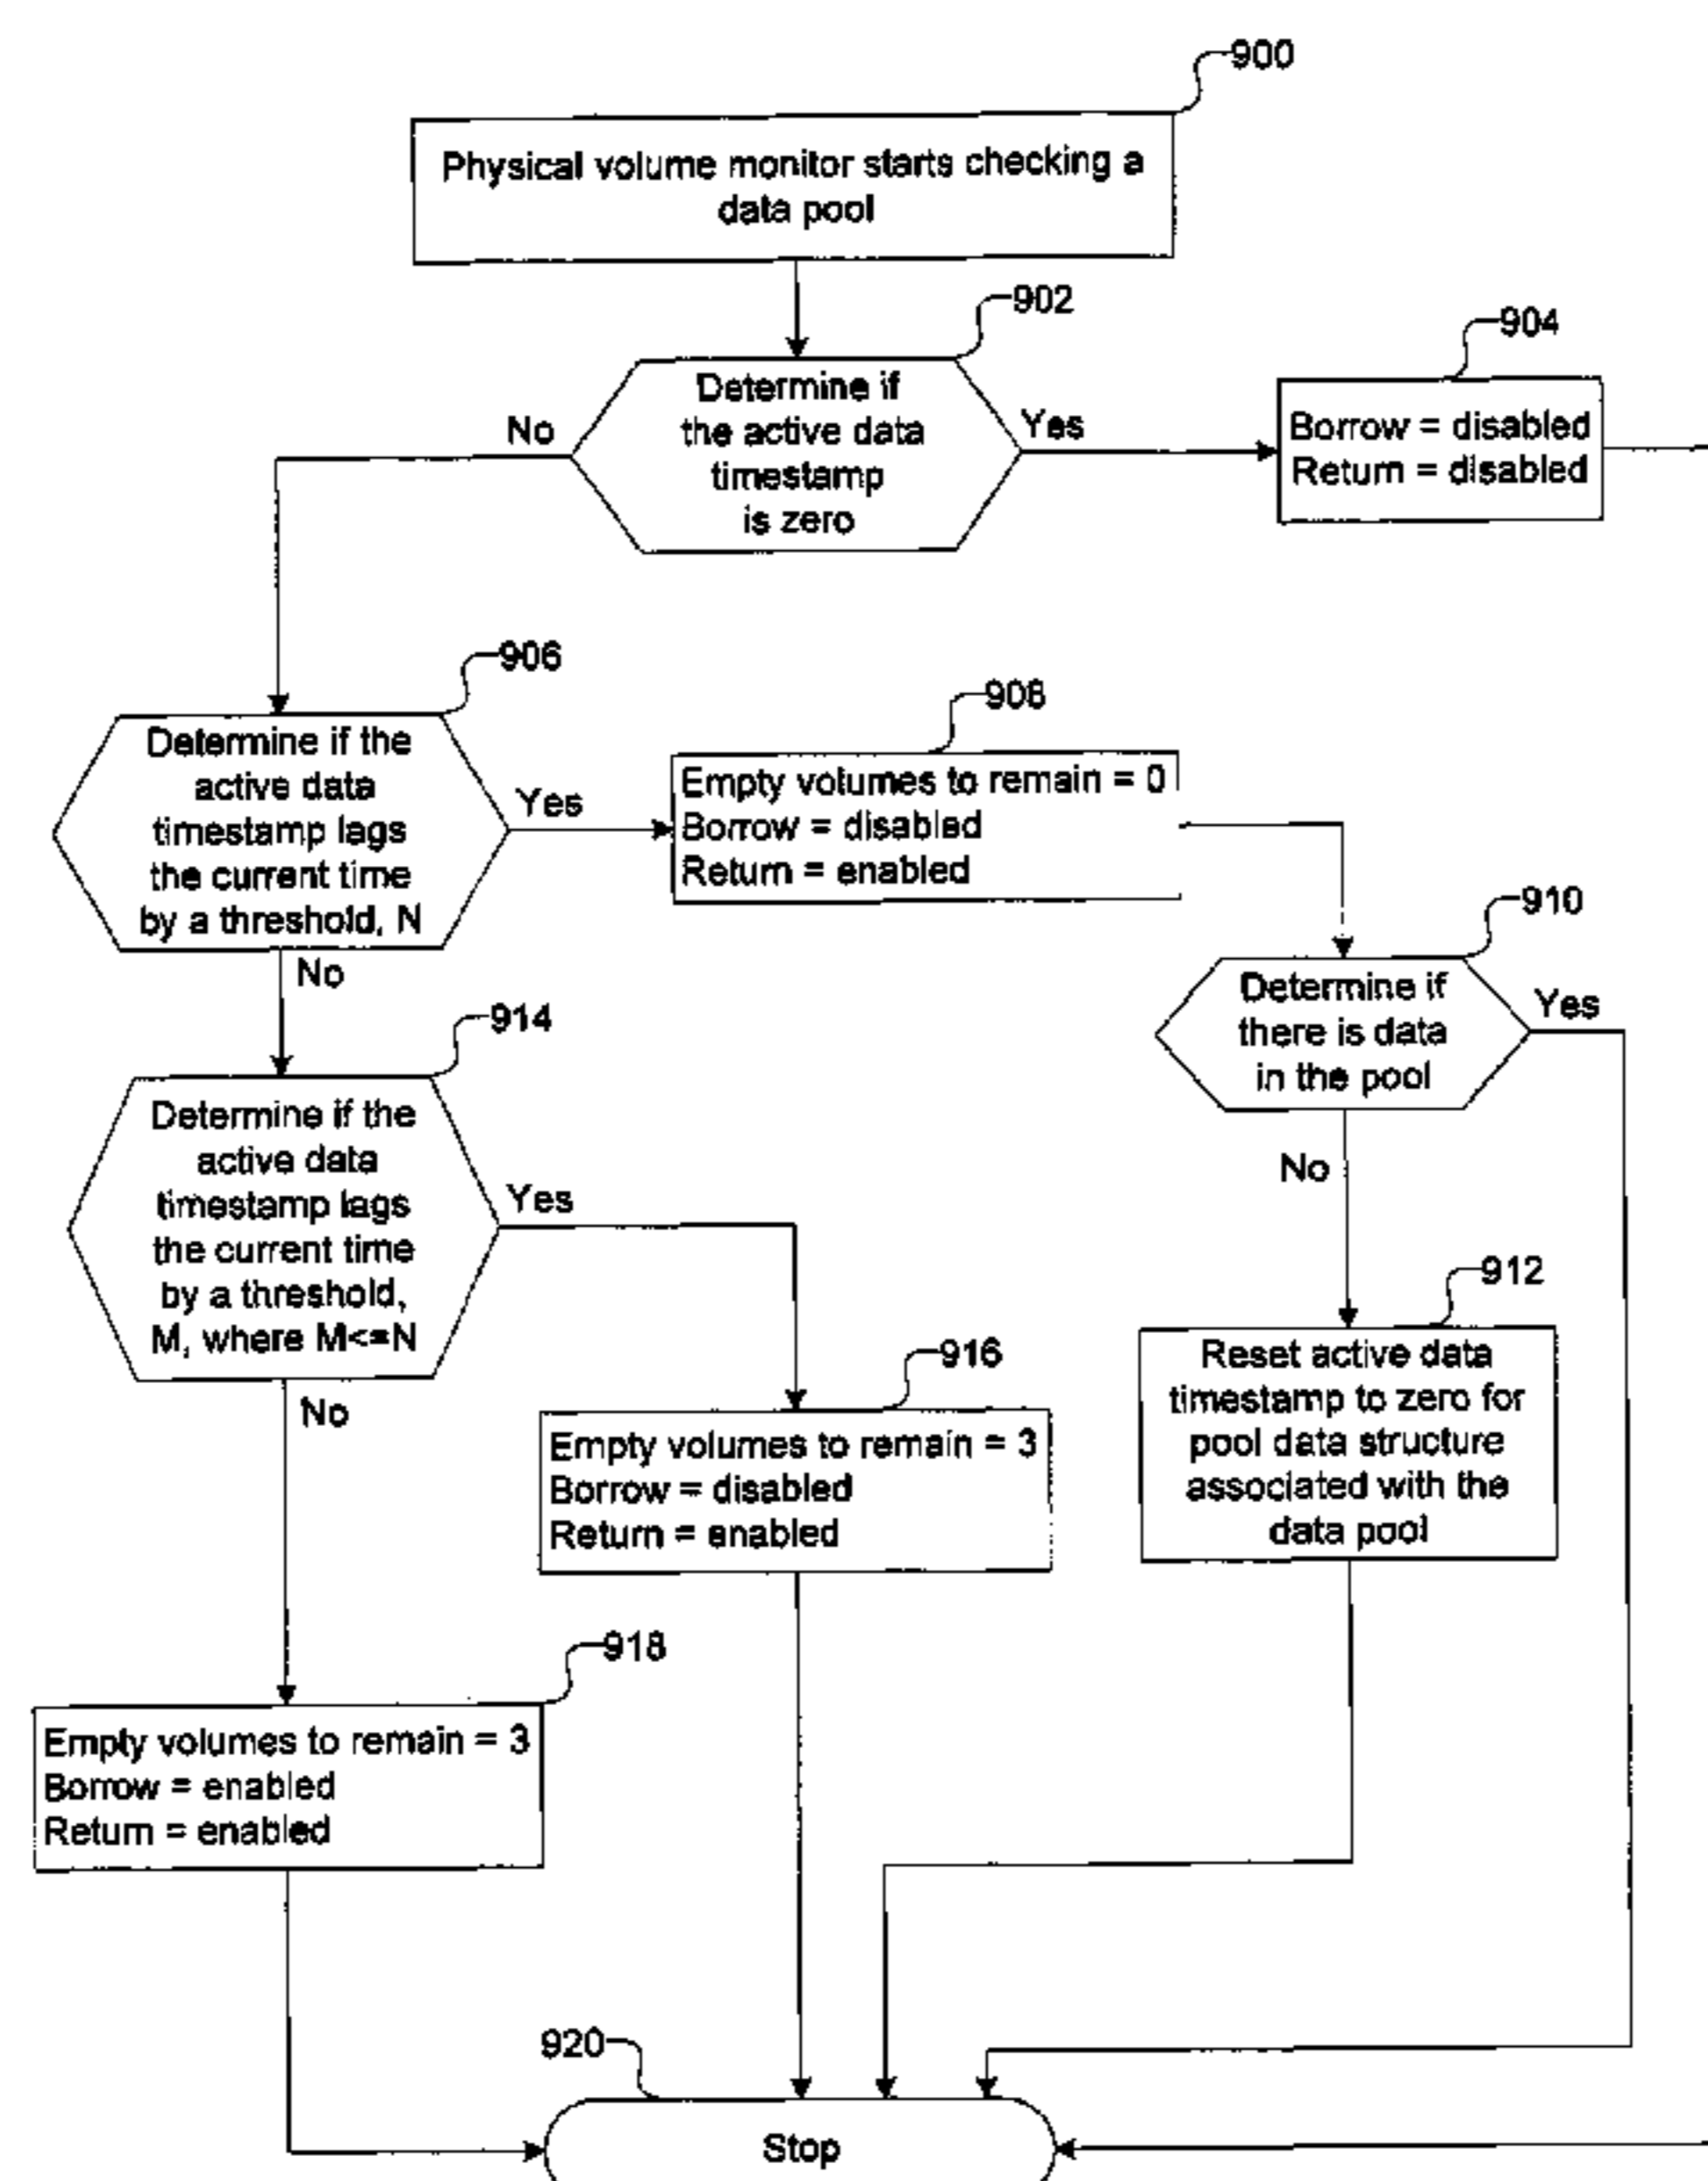 900
Physical volume monitor starts checking a
data pool
902
Determine if
the active data
timestamp
is zero
No
Yes
904
Borrow = disabled
Return = disabled
906
Determine if the
active data
timestamp lags
the current time
by a threshold, N
Yes
No
908
Empty volumes to remain = 0
Borrow = disabled
Return = enabled
910
Determine if
there is data
in the pool
Yes
No
914
Determine if the
active data
timestamp lags
the current time
by a threshold,
M, where M<=N
Yes
No
912
Reset active data
timestamp to zero for
pool data structure
associated with the
data pool
916
Empty volumes to remain = 3
Borrow = disabled
Return = enabled
918
Empty volumes to remain = 3
Borrow = enabled
Return = enabled
920
Stop